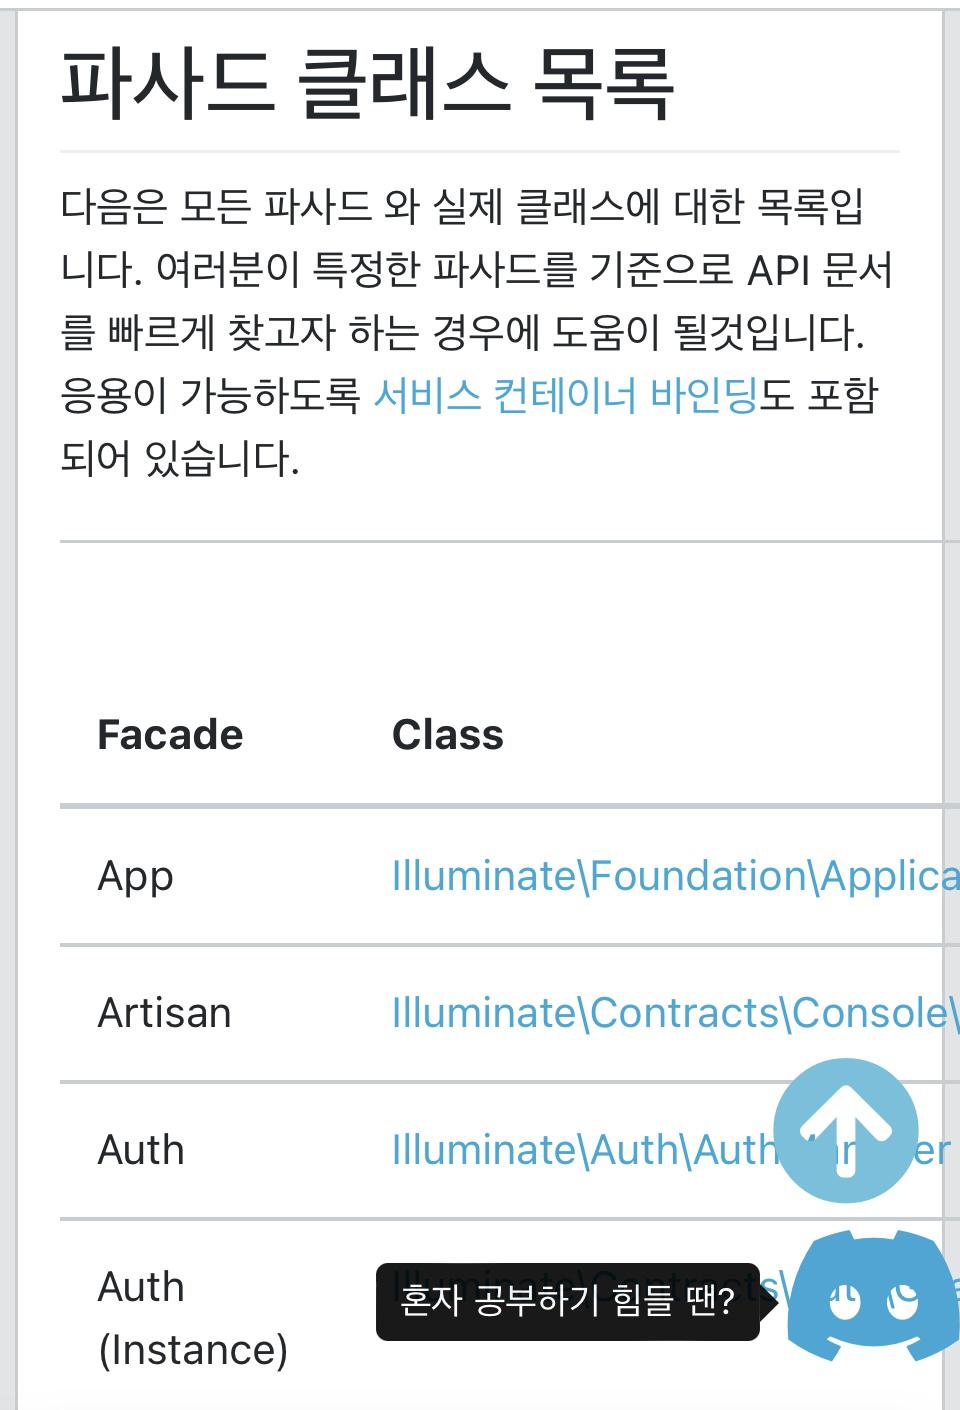 파사드 클래스 목록
다음은 모든 파사드 와 실제 클래스에 대한 목록입
니다. 여러분이 특정한 파사드를 기준으로 API 문서
를 빠르게 찾고자 하는 경우에 도움이 될것입니다.
응용이 가능하도록 서비스 컨테이너 바인딩도 포함
되어 있습니다.
Facade Class
App Illuminate\Foundation\Applica
Artisan Illuminate\Contracts\Console\
Auth Illuminate\Auth\AuthManager
Auth
혼자 공부하기 힘들 땐?
(Instance)